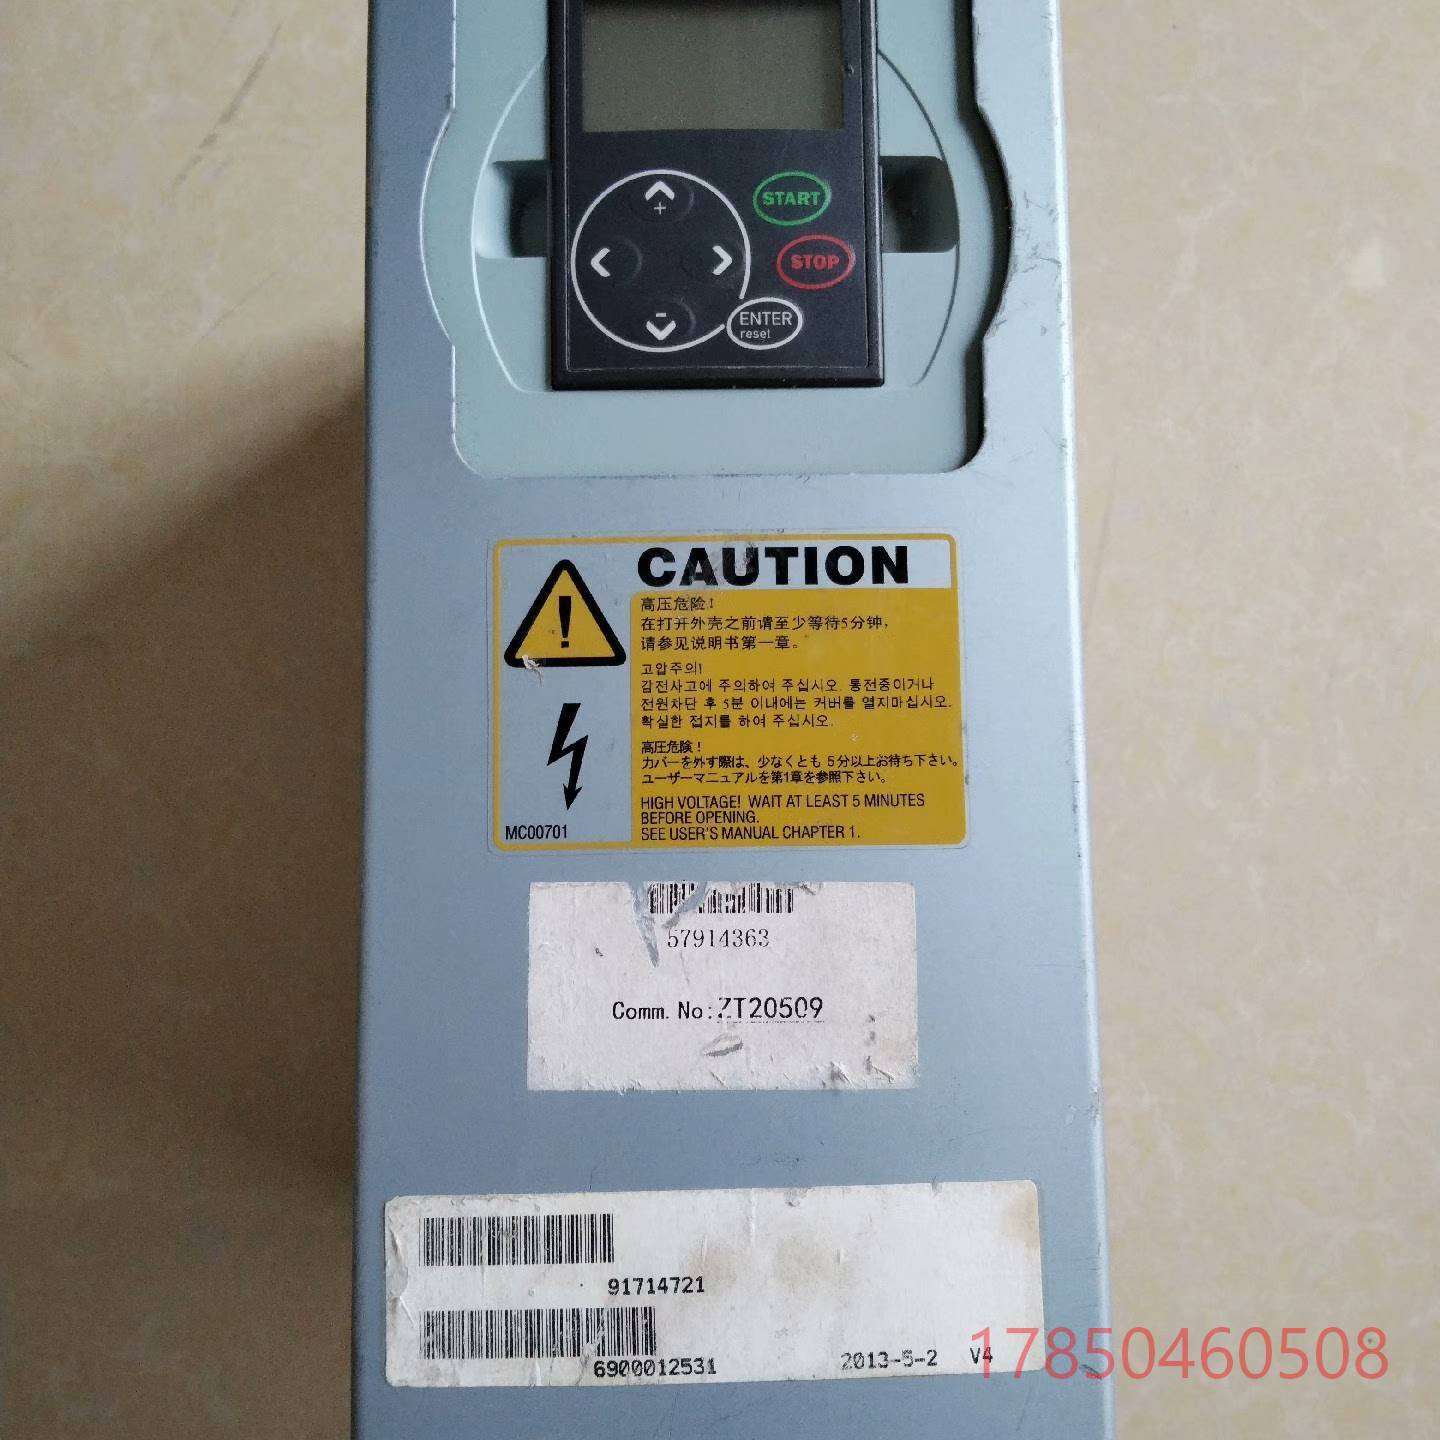 +
START
STOP
-
ENTER
reset
CAUTION
高压危险!
在打开外壳之前请至少等待5分钟,
请参见说明书第一章。
고압주의!
감전사고에 주의하여 주십시오. 통전중이거나
전원차단 후 5분 이내에는 커버를 열지마십시오.
확실한 접지를 하여 주십시오.
高圧危険!
カバーを外す際は、少なくとも 5分以上お待ち下さい。
ユーザーマニュアルを第1章を参照下さい。
HIGH VOLTAGE! WAIT AT LEAST 5 MINUTES
BEFORE OPENING.
SEE USER'S MANUAL CHAPTER 1.
MC00701
57914363
Comm. No:ZT20509
91714721
6900012531
2013-5-2 V4
17850460508